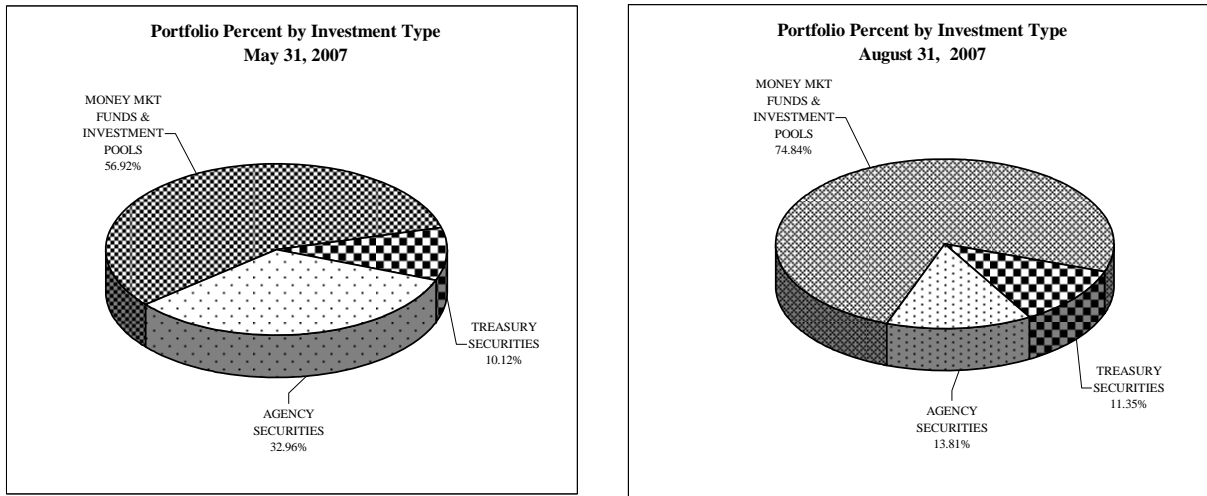 Portfolio Percent by Investment Type
May 31, 2007
MONEY MKT
FUNDS &
INVESTMENT
POOLS
56.92%
TREASURY
SECURITIES
10.12%
AGENCY
SECURITIES
32.96%
Portfolio Percent by Investment Type
August 31,  2007
MONEY MKT
FUNDS &
INVESTMENT
POOLS
74.84%
TREASURY
SECURITIES
11.35%
AGENCY
SECURITIES
13.81%